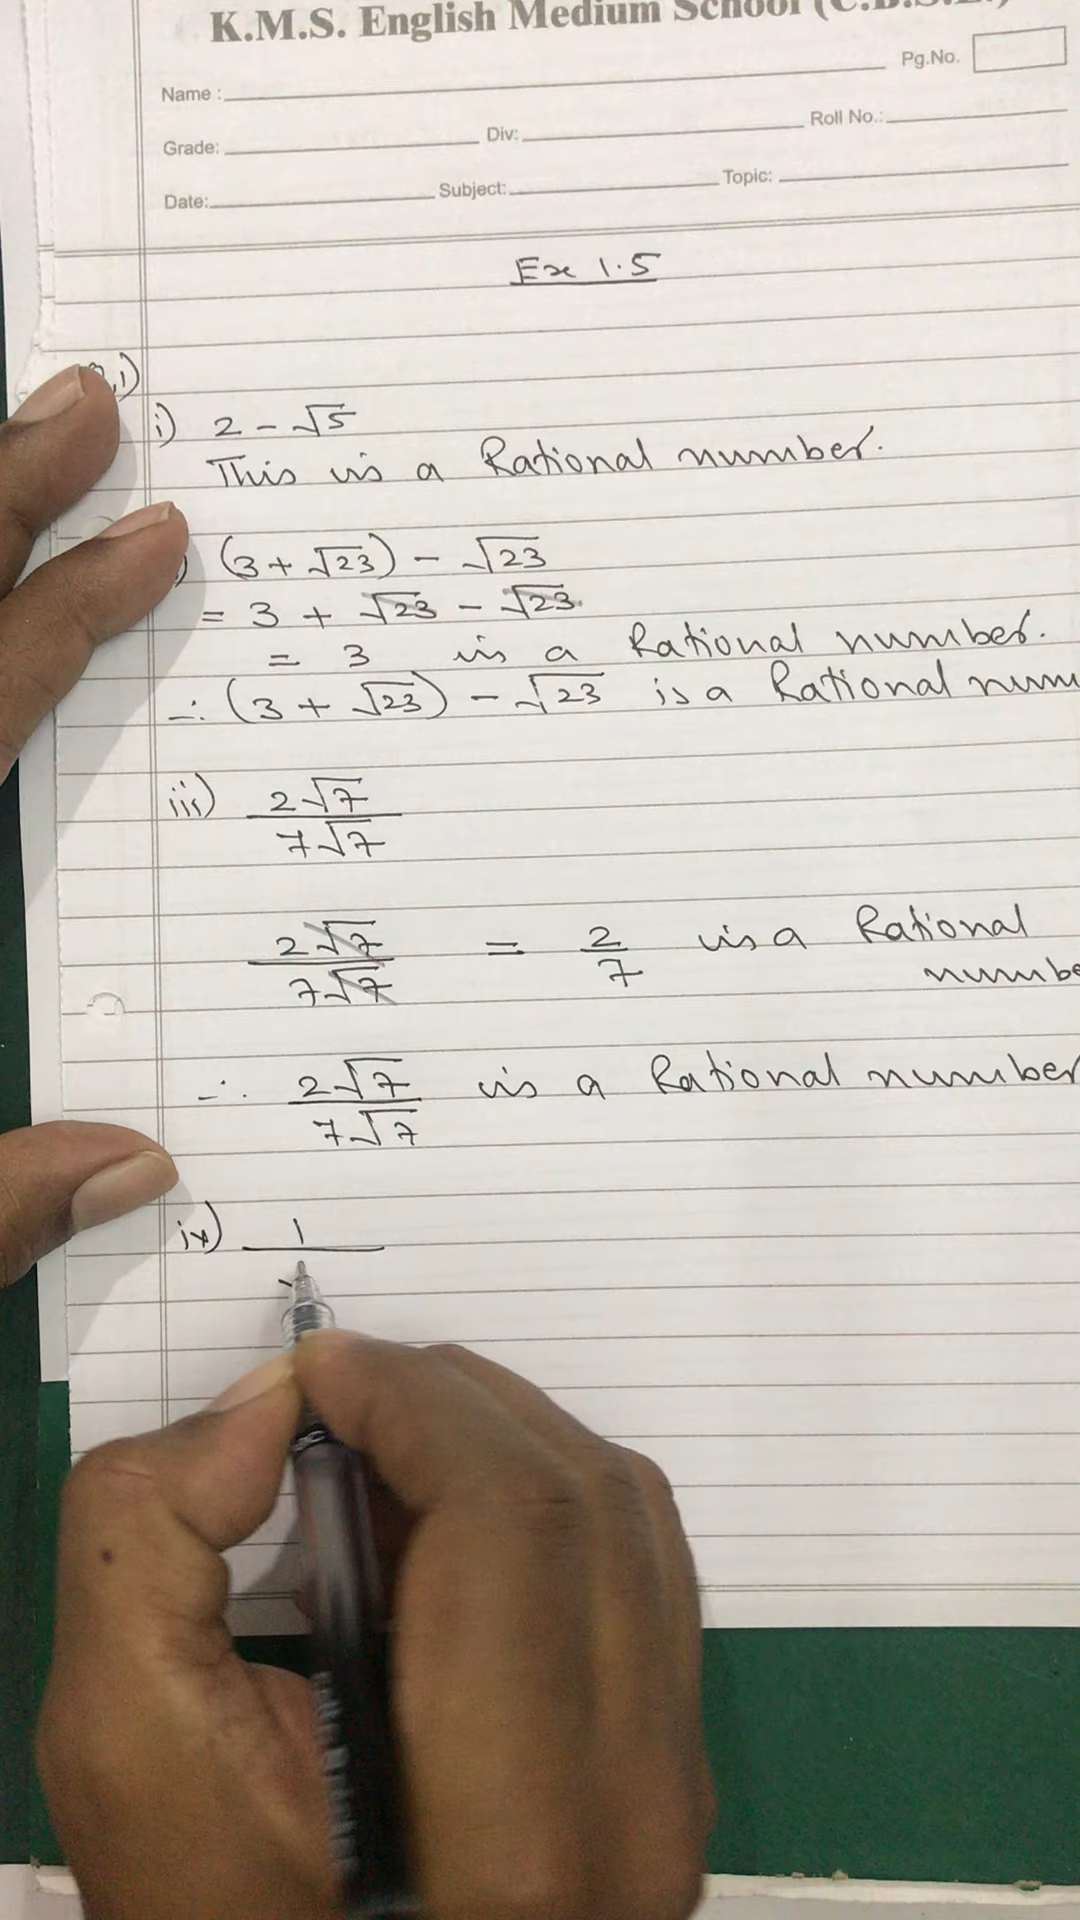 K.M.S. English Medium School (C.B.S.E.)
Pg.No.
Name :
Grade: Div: Roll No.:
Date: Subject: Topic:
Ex 1.5
i) 2 - √5
This is a Rational number.
(3 + √23) - √23
= 3 + √23 - √23
= 3 is a Rational number.
∴ (3 + √23) - √23 is a Rational num
iii) 2√7
7√7
2√7 / 7√7 = 2/7 is a Rational
numbe
∴ 2√7 / 7√7 is a Rational number
iv) 1